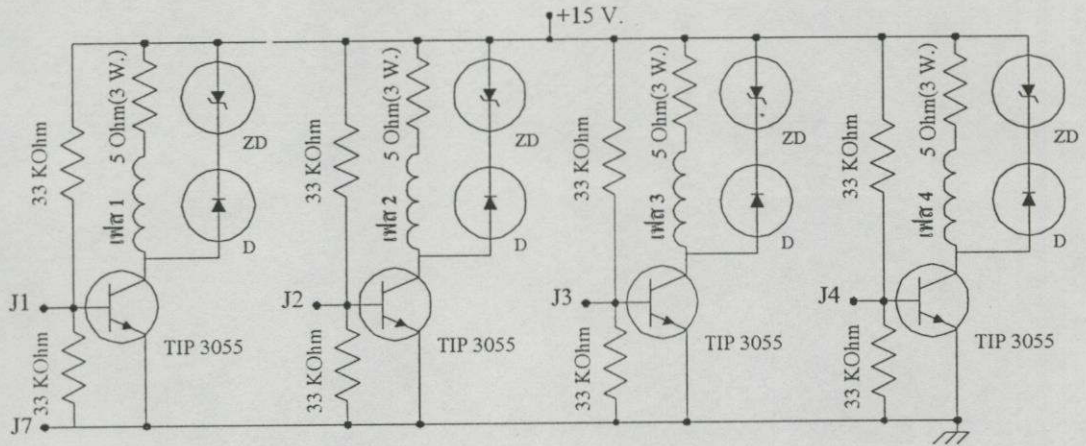 +15 V.
33 KOhm
5 Ohm(3 W.)
เฟส 1
ZD
D
J1
TIP 3055
33 KOhm
33 KOhm
5 Ohm(3 W.)
เฟส 2
ZD
D
J2
TIP 3055
33 KOhm
33 KOhm
5 Ohm(3 W.)
เฟส 3
ZD
D
J3
TIP 3055
33 KOhm
33 KOhm
5 Ohm(3 W.)
เฟส 4
ZD
D
J4
TIP 3055
33 KOhm
J7